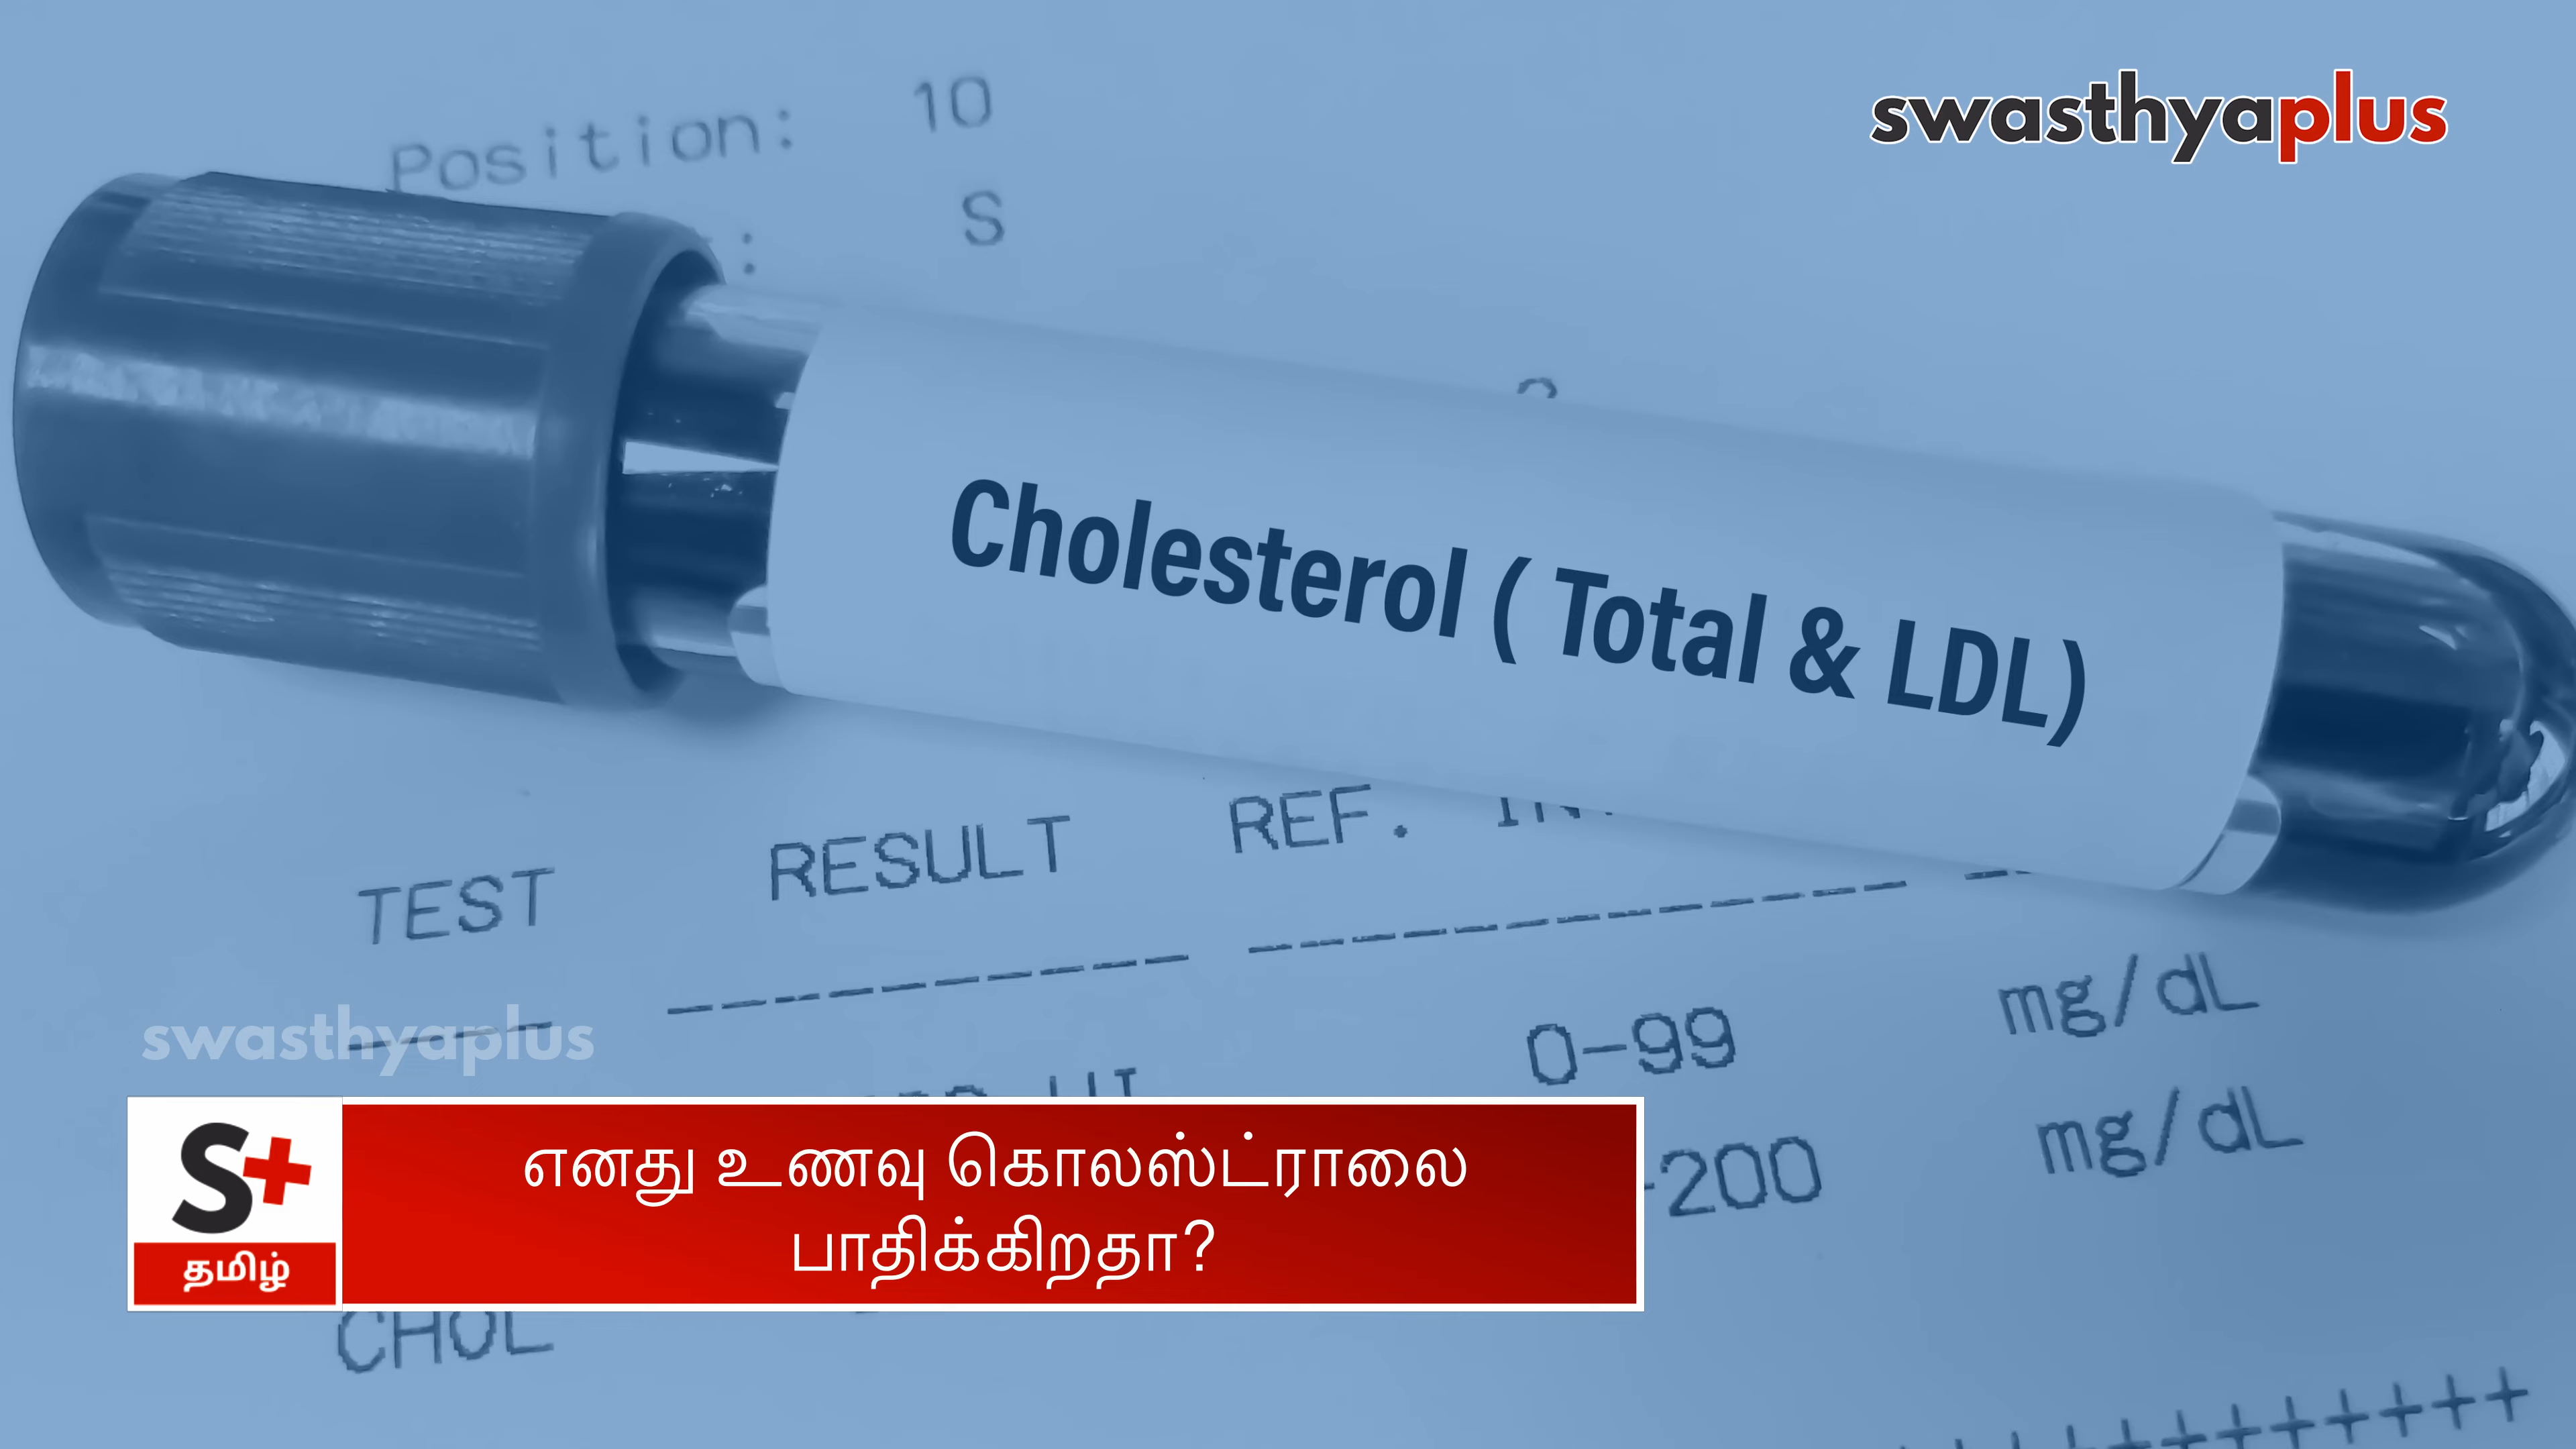 Position: 10
swasthyaplus
: S
Cholesterol ( Total & LDL)
TEST RESULT REF.
0-99 mg/dL
swasthyaplus
-200 mg/dL
S+
தமிழ்
எனது உணவு கொலஸ்ட்ராலை
பாதிக்கிறதா?
CHOL
+++++++++++